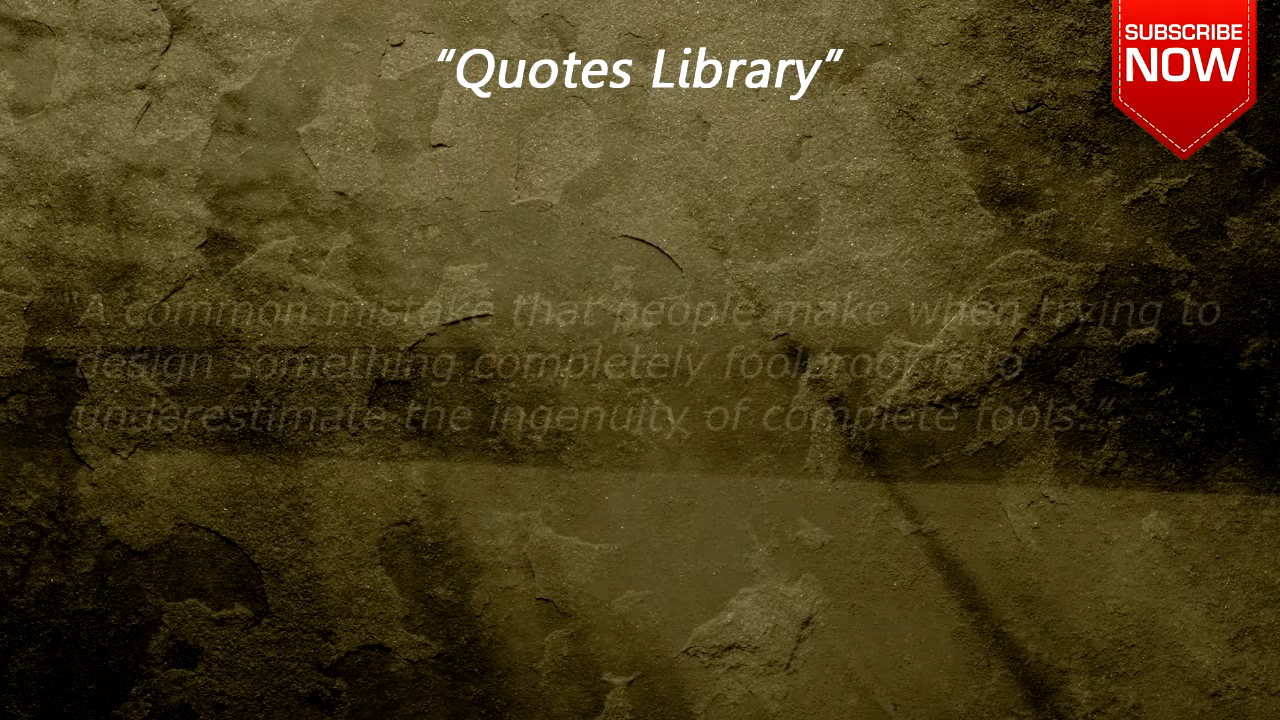 “Quotes Library”
SUBSCRIBE
NOW
“A common mistake that people make when trying to
design something completely foolproof is to
underestimate the ingenuity of complete fools.”